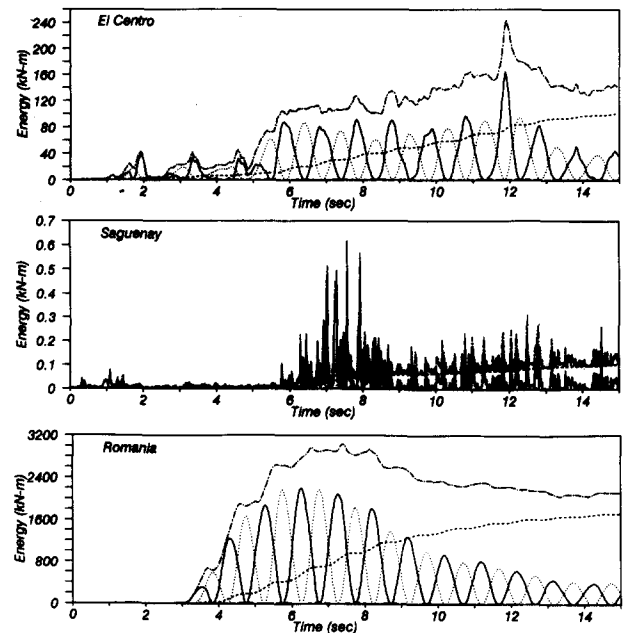 El Centro
Energy (kN-m)
240
200
160
120
80
40
0
0 2 4 6 8 10 12 14
Time (sec)
Saguenay
Energy (kN-m)
0.7
0.6
0.5
0.4
0.3
0.2
0.1
0
0 2 4 6 8 10 12 14
Time (sec)
Romania
Energy (kN-m)
3200
2400
1600
800
0
0 2 4 6 8 10 12 14
Time (sec)